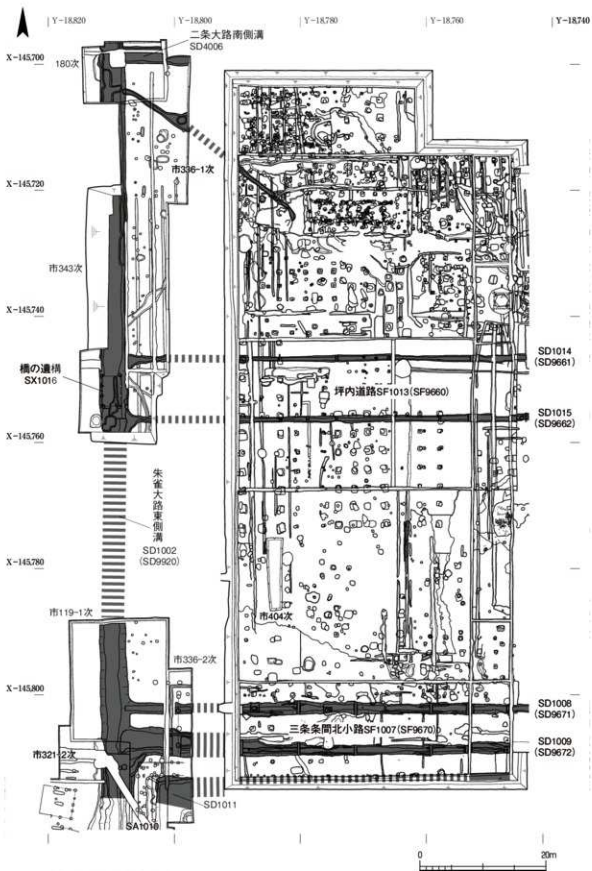 Y-18,820
Y-18,800
Y-18,780
Y-18,760
Y-18,740
X-145,700
二条大路南側溝
SD4006
180次
市336-1次
X-145,720
市343次
X-145,740
橋の遺構
SX1016
SD1014
(SD9661)
坪内道路SF1013(SF9660)
SD1015
(SD9662)
X-145,760
朱雀大路東側溝
SD1002
(SD9920)
X-145,780
市404次
市119-1次
市336-2次
X-145,800
SD1008
(SD9671)
三条条間北小路SF1007(SF9670)
SD1009
(SD9672)
市321-2次
SD1011
SA1010
0
20m